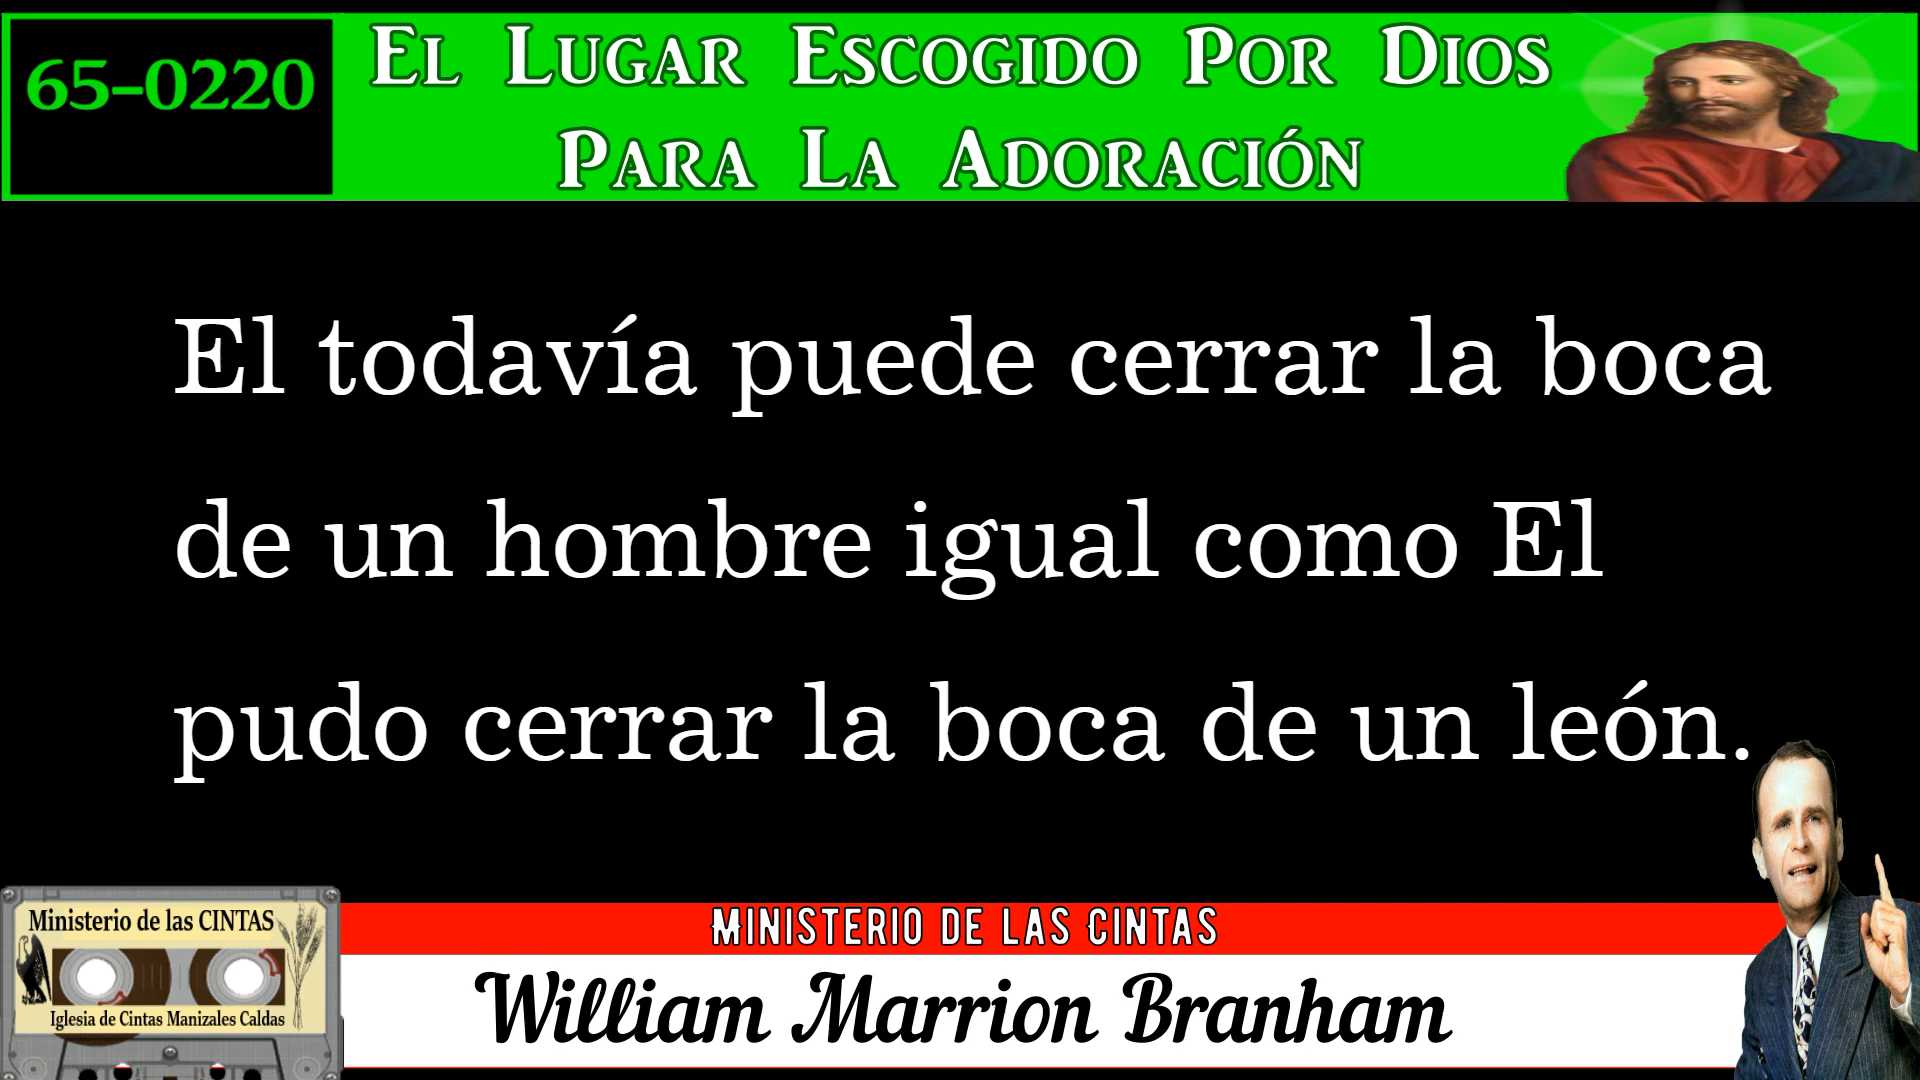 65-0220
El Lugar Escogido Por Dios
Para La Adoración
El todavía puede cerrar la boca
de un hombre igual como El
pudo cerrar la boca de un león.
Ministerio de las CINTAS
Iglesia de Cintas Manizales Caldas
MINISTERIO DE LAS CINTAS
William Marrion Branham